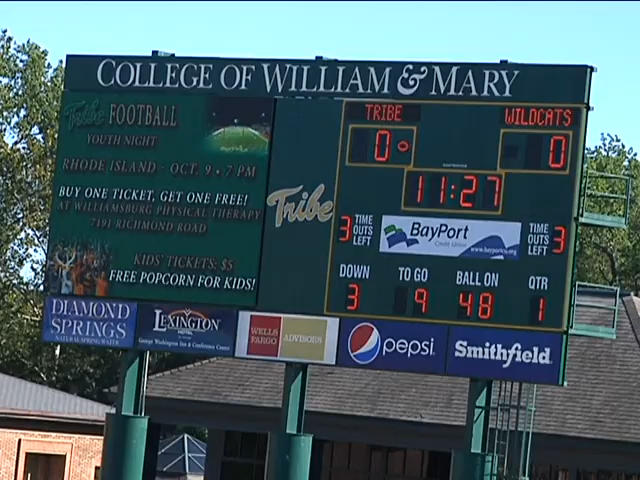 COLLEGE OF WILLIAM & MARY
Tribe FOOTBALL
YOUTH NIGHT
RHODE ISLAND - OCT. 9 • 7 PM
BUY ONE TICKET, GET ONE FREE!
AT WILLIAMSBURG PHYSICAL THERAPY
7191 RICHMOND ROAD
KIDS' TICKETS: $5
FREE POPCORN FOR KIDS!
Tribe
TRIBE WILDCATS
0 0
11:27
3 TIME OUTS LEFT
BayPort
Credit Union
www.bayportcu.org
TIME OUTS LEFT 3
DOWN TO GO BALL ON QTR
3 9 48 1
DIAMOND SPRINGS
NATURAL SPRING WATER
LEXINGTON
HOTEL
George Washington Inn & Conference Center
WELLS FARGO ADVISORS
pepsi
Smithfield